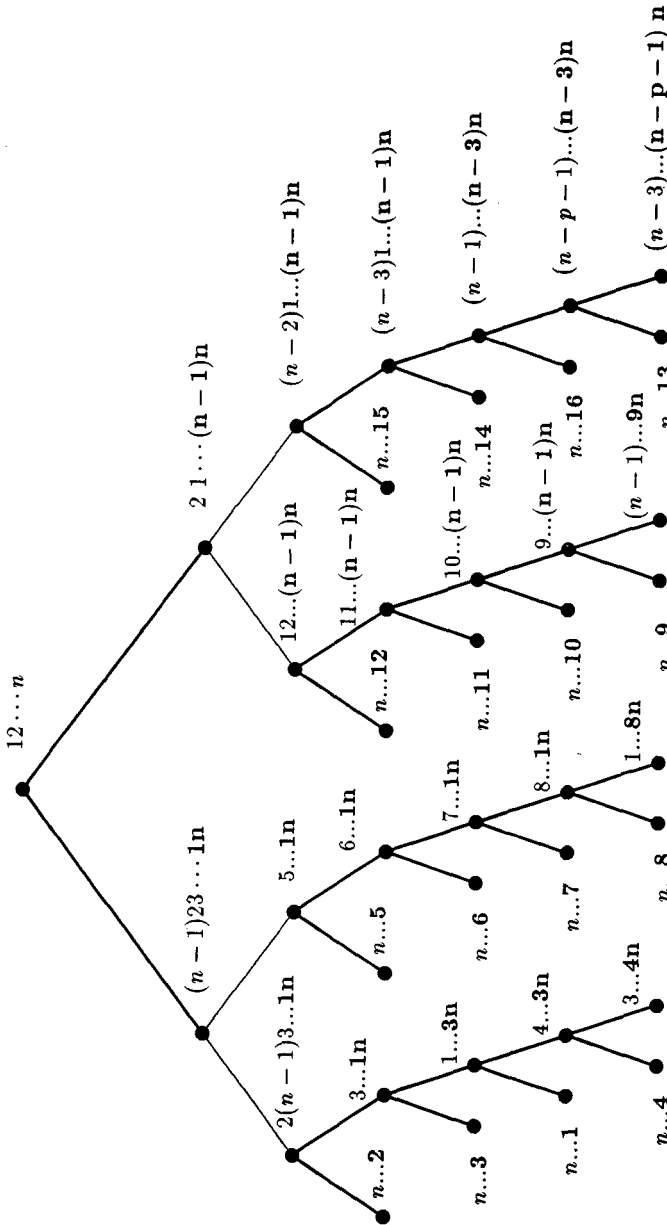 12 ⋯ n
(n − 1)23 ⋯ 1n
2 1 ⋯ (n − 1)n
2(n − 1)3...1n
5...1n
12...(n − 1)n
(n − 2)1...(n − 1)n
n...2
3...1n
n...5
6...1n
n...12
11...(n − 1)n
n...15
(n − 3)1...(n − 1)n
n...3
1...3n
n...6
7...1n
n...11
10...(n − 1)n
n...14
(n − 1)...(n − 3)n
n...1
4...3n
n...7
8...1n
n...10
9...(n − 1)n
n...16
(n − p − 1)...(n − 3)n
n...4
3...4n
n...8
1...8n
n...9
(n − 1)...9n
n...13
(n − 3)...(n − p − 1) n